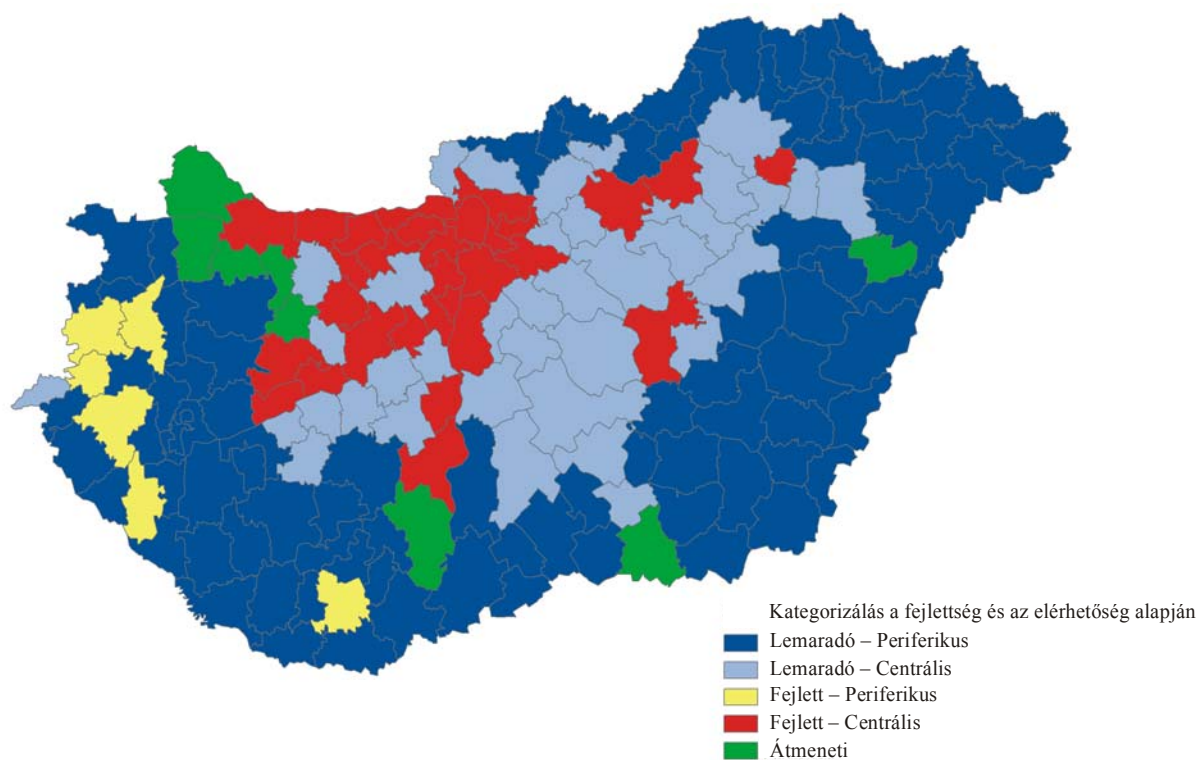 Kategorizálás a fejlettség és az elérhetőség alapján
Lemaradó – Periferikus
Lemaradó – Centrális
Fejlett – Periferikus
Fejlett – Centrális
Átmeneti